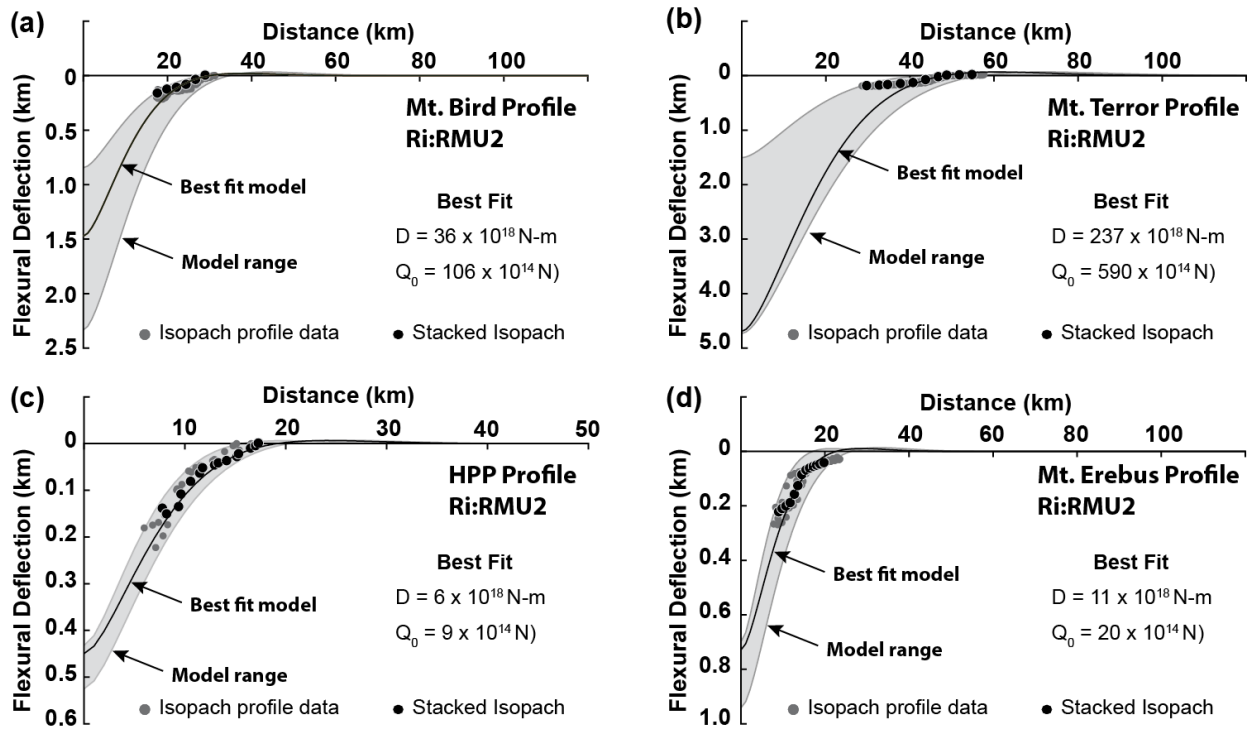 (a)
Distance (km)
20 40 60 80 100
Flexural Deflection (km)
0
0.5
1.0
1.5
2.0
2.5
Mt. Bird Profile
Ri:RMU2
Best fit model
Model range
Best Fit
D = 36 x 10¹⁸ N-m
Q₀ = 106 x 10¹⁴ N)
Isopach profile data
Stacked Isopach
(b)
Distance (km)
20 40 60 80 100
Flexural Deflection (km)
0
1.0
2.0
3.0
4.0
5.0
Mt. Terror Profile
Ri:RMU2
Best fit model
Model range
Best Fit
D = 237 x 10¹⁸ N-m
Q₀ = 590 x 10¹⁴ N)
Isopach profile data
Stacked Isopach
(c)
Distance (km)
10 20 30 40 50
Flexural Deflection (km)
0
0.1
0.2
0.3
0.4
0.5
0.6
HPP Profile
Ri:RMU2
Best fit model
Model range
Best Fit
D = 6 x 10¹⁸ N-m
Q₀ = 9 x 10¹⁴ N)
Isopach profile data
Stacked Isopach
(d)
Distance (km)
20 40 60 80 100
Flexural Deflection (km)
0
0.2
0.4
0.6
0.8
1.0
Mt. Erebus Profile
Ri:RMU2
Best fit model
Model range
Best Fit
D = 11 x 10¹⁸ N-m
Q₀ = 20 x 10¹⁴ N)
Isopach profile data
Stacked Isopach